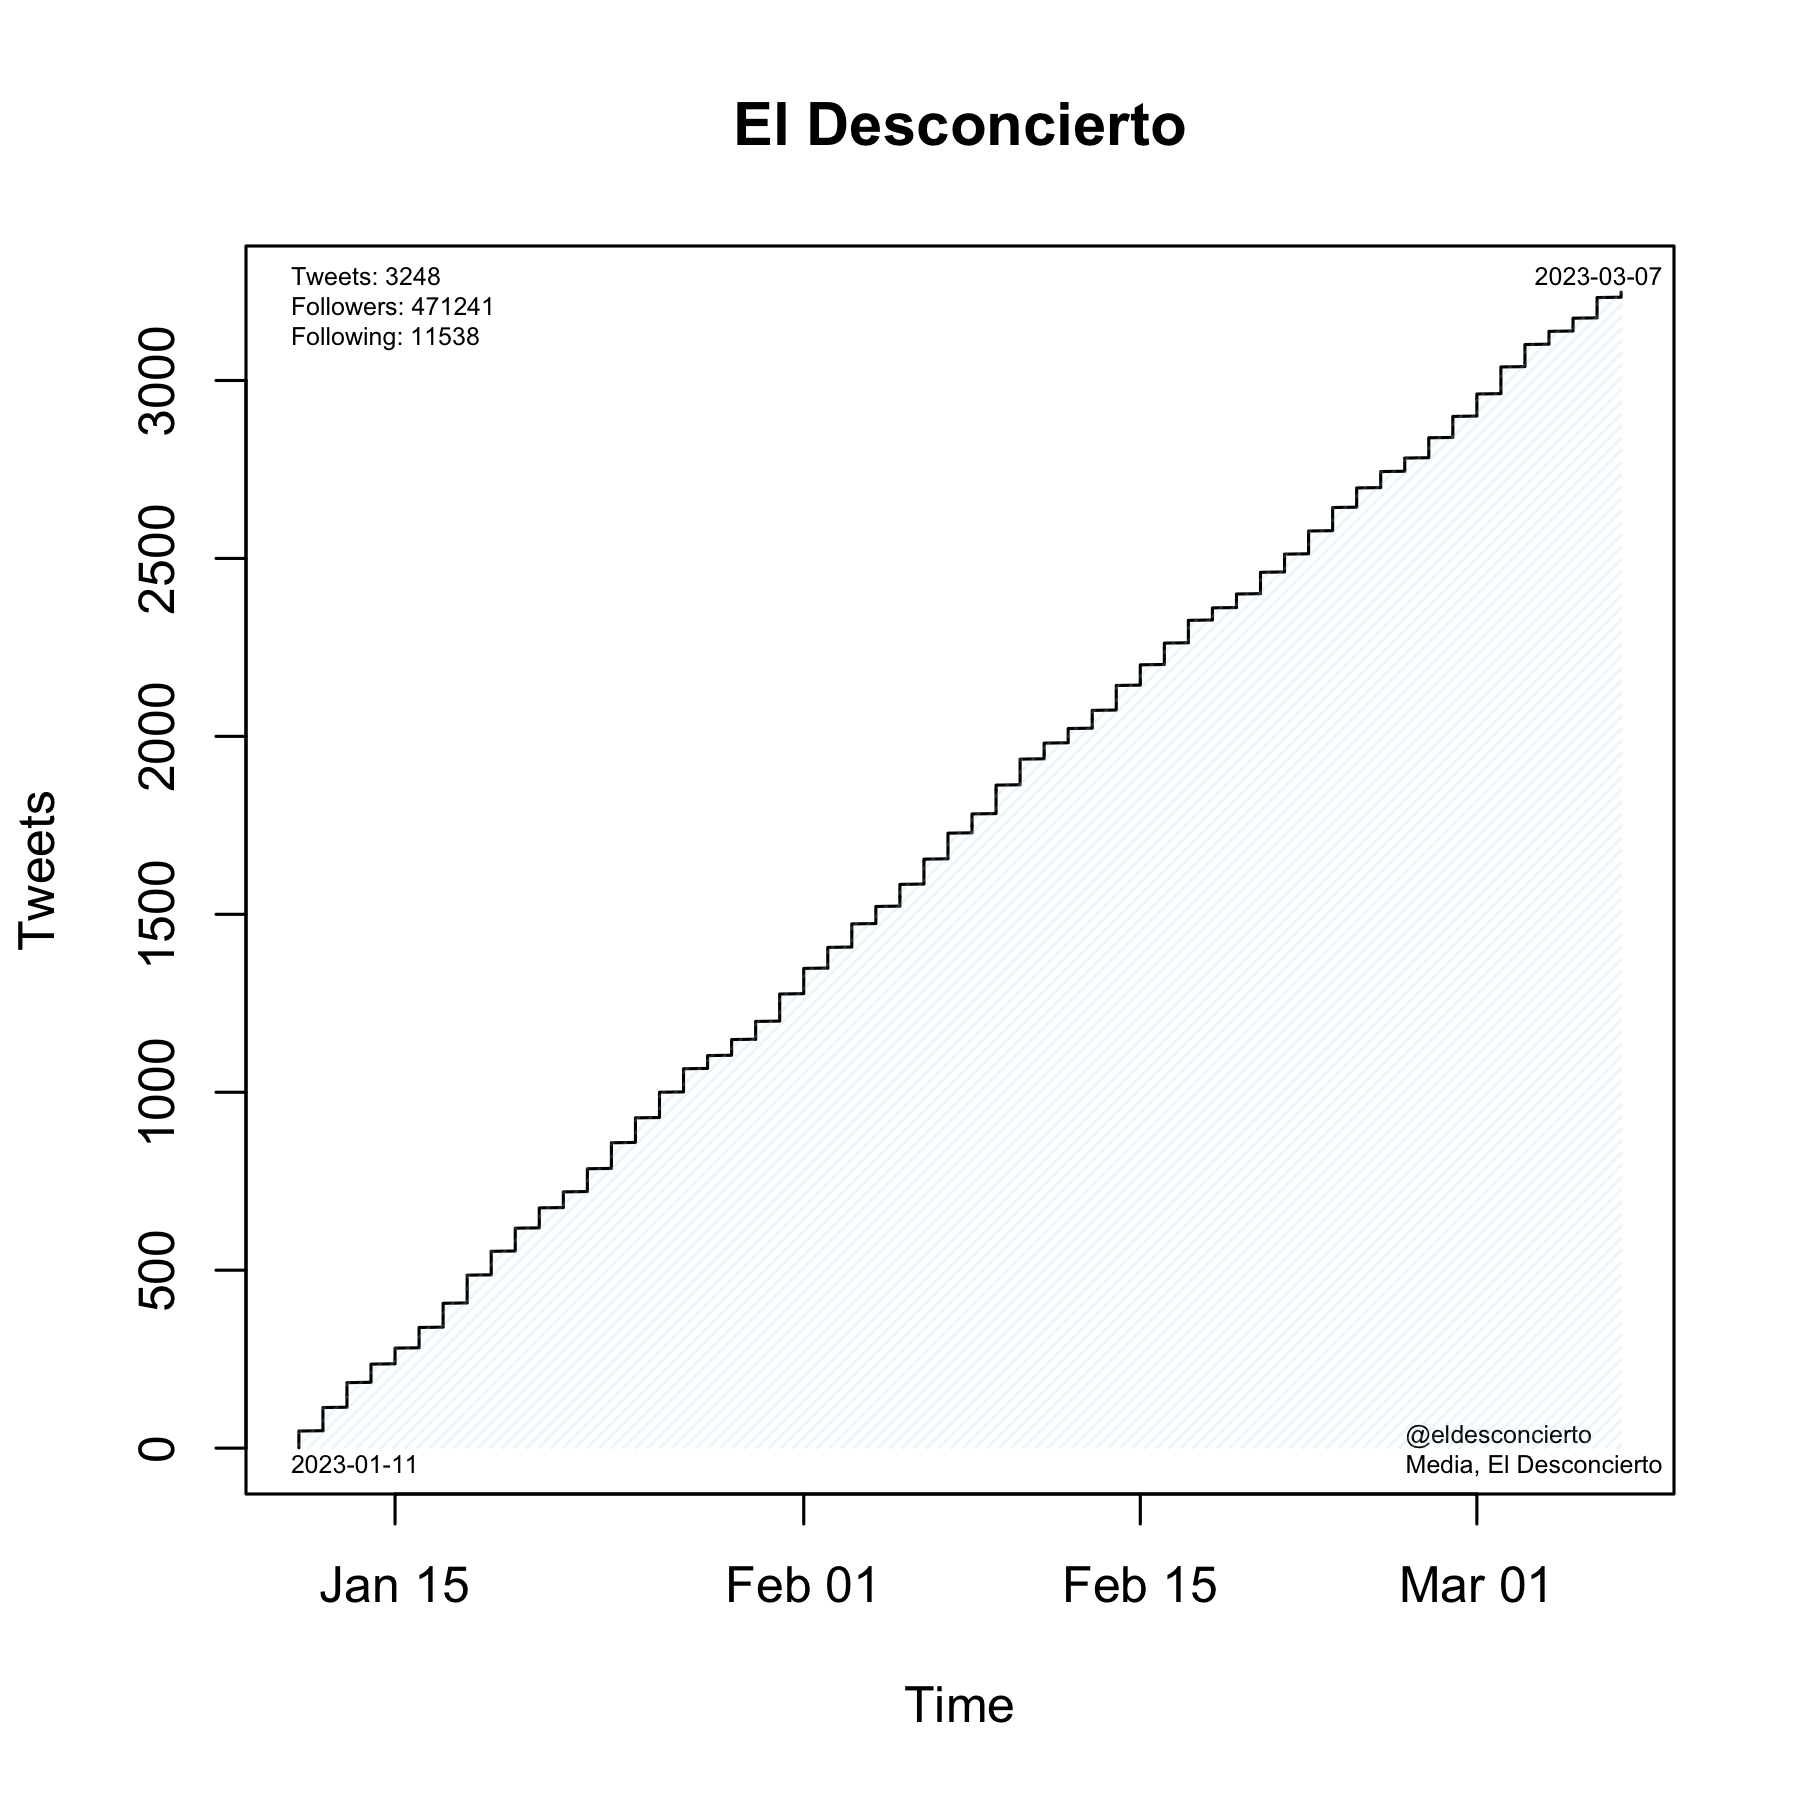 El Desconcierto
Tweets: 3248
Followers: 471241
Following: 11538
2023-03-07
Tweets
3000
2500
2000
1500
1000
500
0
2023-01-11
@eldesconcierto
Media, El Desconcierto
Jan 15
Feb 01
Feb 15
Mar 01
Time